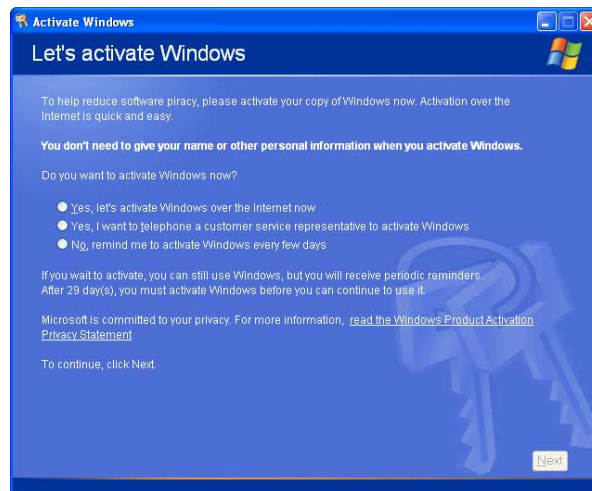 Activate Windows
Let's activate Windows
To help reduce software piracy, please activate your copy of Windows now. Activation over the
Internet is quick and easy.
You don't need to give your name or other personal information when you activate Windows.
Do you want to activate Windows now?
Yes, let's activate Windows over the Internet now
Yes, I want to telephone a customer service representative to activate Windows
No, remind me to activate Windows every few days
If you wait to activate, you can still use Windows, but you will receive periodic reminders.
After 29 day(s), you must activate Windows before you can continue to use it.
Microsoft is committed to your privacy. For more information, read the Windows Product Activation
Privacy Statement
To continue, click Next.
Next